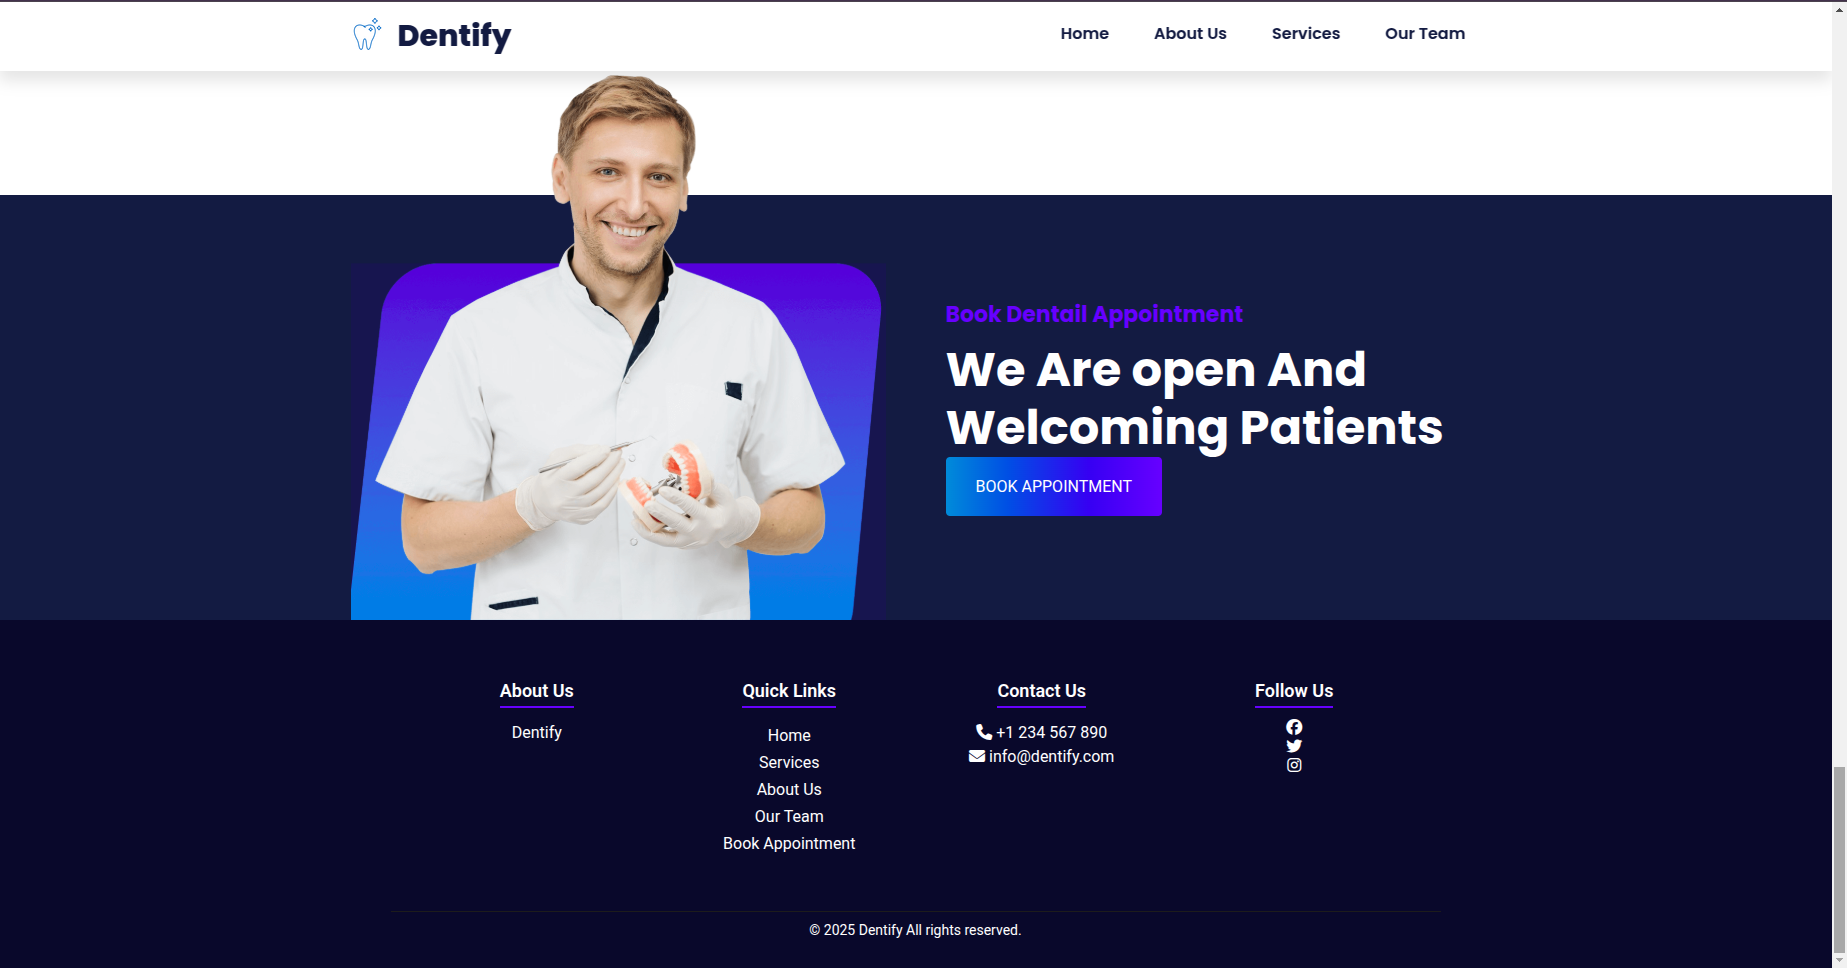 Dentify
Home About Us Services Our Team
Book Dentail Appointment
We Are open And
Welcoming Patients
BOOK APPOINTMENT
About Us
Dentify
Quick Links
Home
Services
About Us
Our Team
Book Appointment
Contact Us
+1 234 567 890
info@dentify.com
Follow Us
© 2025 Dentify All rights reserved.